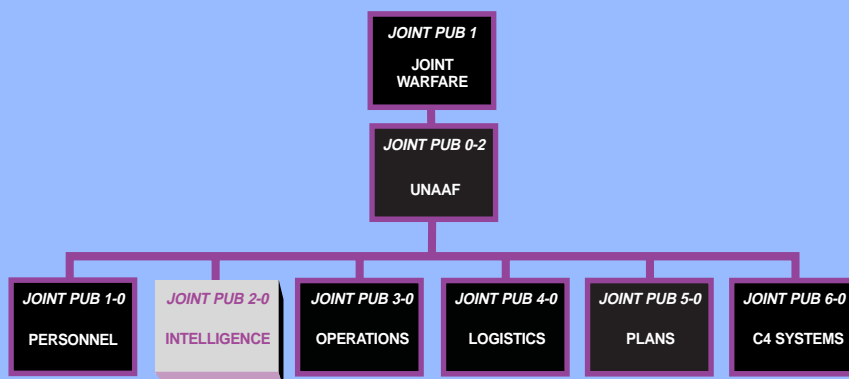 JOINT PUB 1
JOINT
WARFARE
JOINT PUB 0-2
UNAAF
JOINT PUB 1-0
PERSONNEL
JOINT PUB 2-0
INTELLIGENCE
JOINT PUB 3-0
OPERATIONS
JOINT PUB 4-0
LOGISTICS
JOINT PUB 5-0
PLANS
JOINT PUB 6-0
C4 SYSTEMS